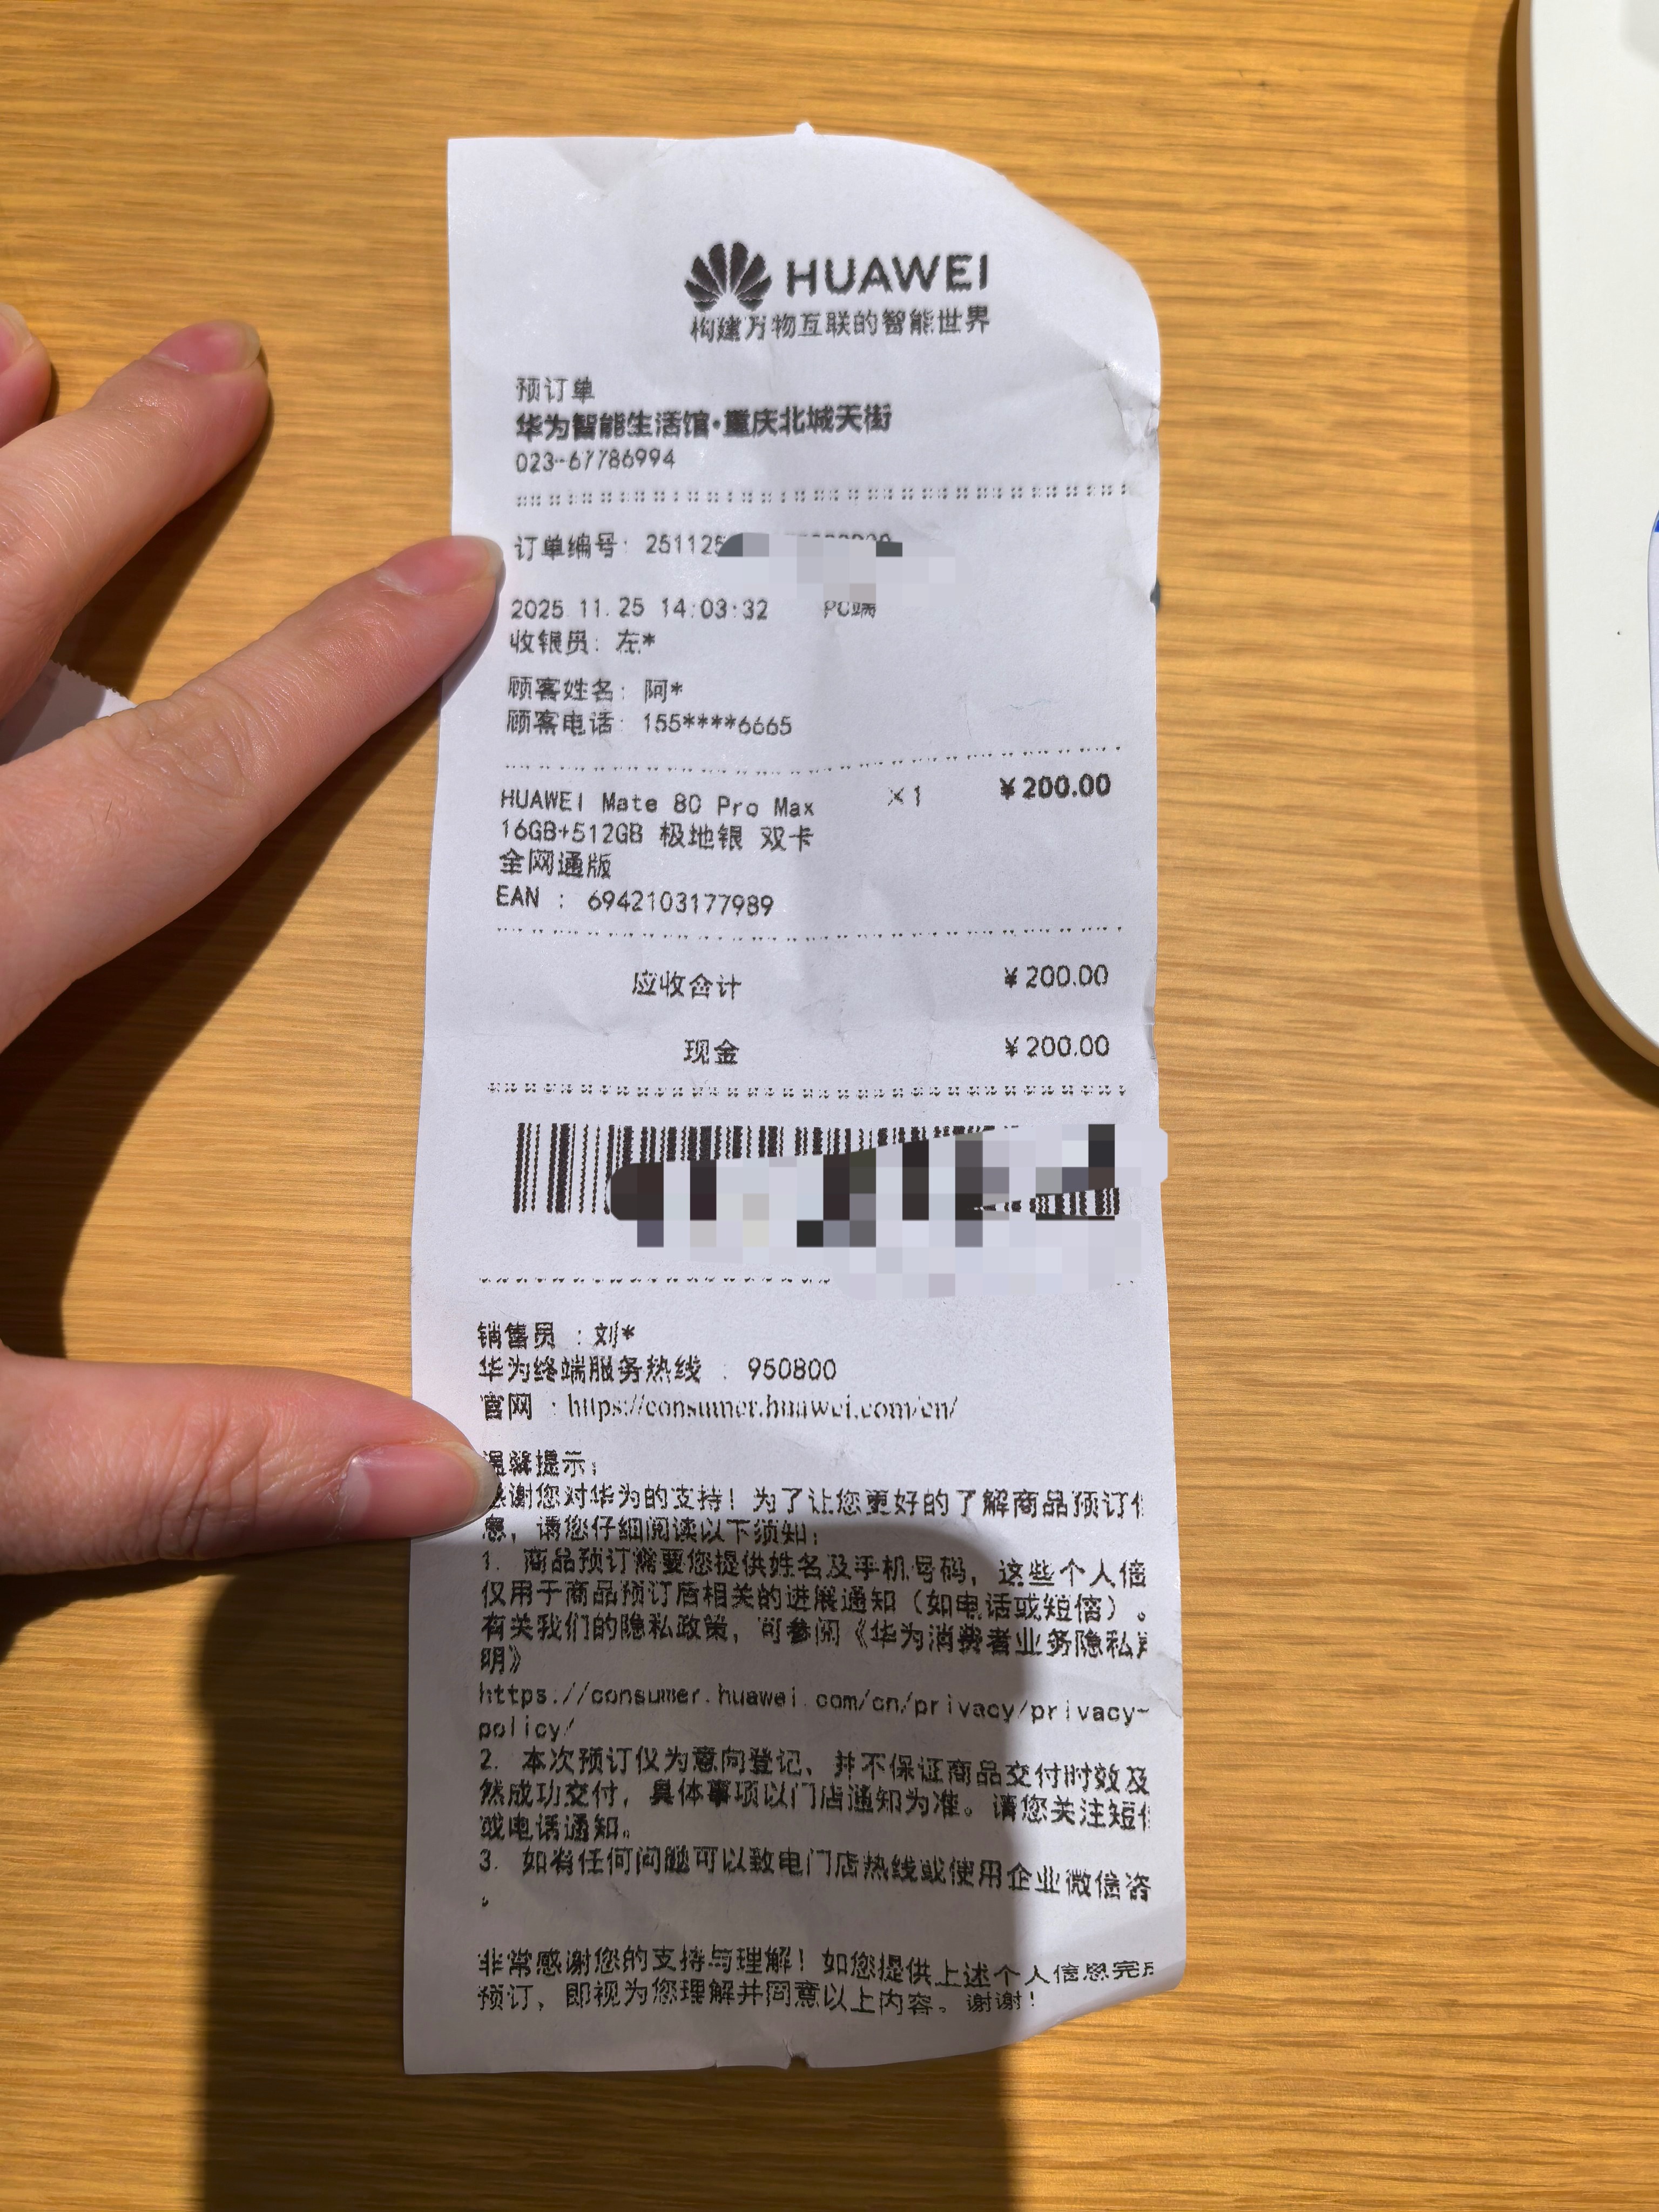 HUAWEI
构建万物互联的智能世界
预订单
华为智能生活馆·重庆北城天街
023-67786994
订单编号: 251125
2025.11.25 14:03:32 PC端
收银员: 左*
顾客姓名: 阿*
顾客电话: 155****6665
HUAWEI Mate 80 Pro Max ×1 ¥200.00
16GB+512GB 极地银 双卡
全网通版
EAN : 6942103177989
应收合计 ¥200.00
现金 ¥200.00
销售员 : 刘*
华为终端服务热线 : 950800
官网 : https://consumer.huawei.com/cn/
温馨提示:
感谢您对华为的支持! 为了让您更好的了解商品预订信
息, 请您仔细阅读以下须知:
1. 商品预订需要您提供姓名及手机号码, 这些个人信
仅用于商品预订后相关的进展通知 (如电话或短信) 。
有关我们的隐私政策, 可参阅《华为消费者业务隐私声
明》
https://consumer.huawei.com/cn/privacy/privacy-
policy/
2. 本次预订仅为意向登记、并不保证商品交付时效及
然成功交付, 具体事项以门店通知为准。请您关注短信
或电话通知。
3. 如有任何问题可以致电门店热线或使用企业微信咨
。
非常感谢您的支持与理解! 如您提供上述个人信息完成
预订, 即视为您理解并同意以上内容。谢谢!